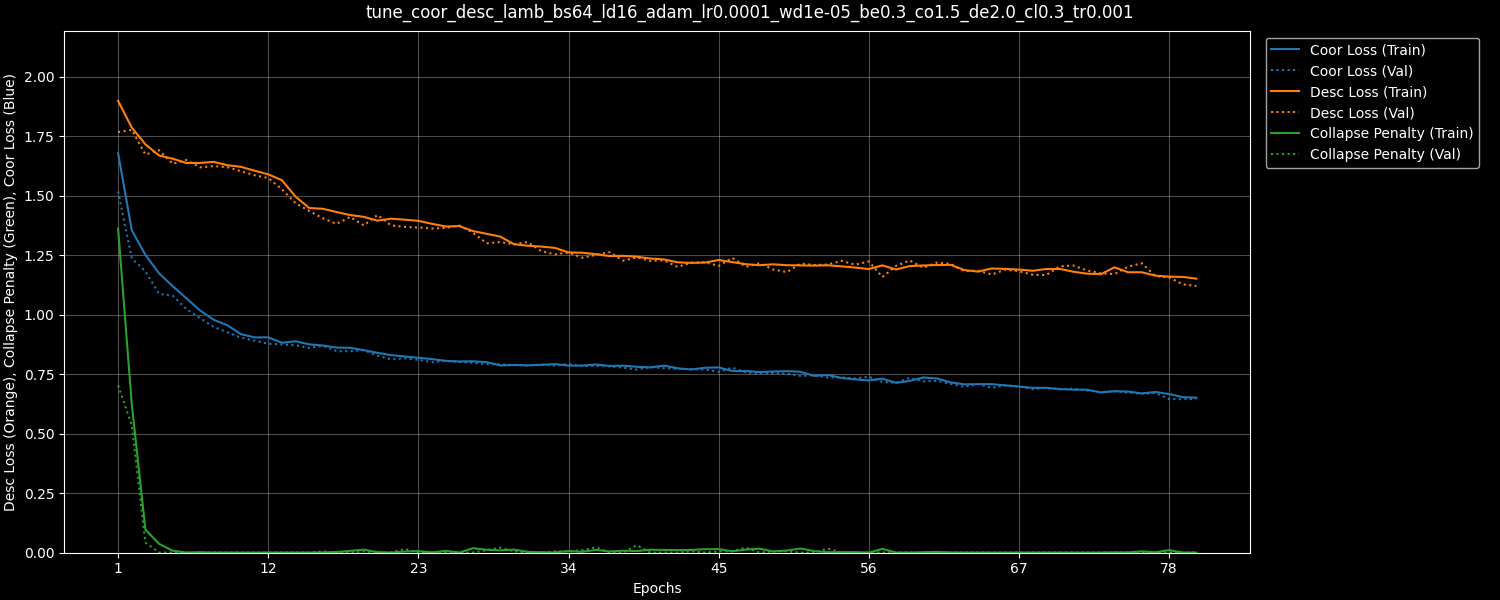 tune_coor_desc_lamb_bs64_ld16_adam_lr0.0001_wd1e-05_be0.3_co1.5_de2.0_cl0.3_tr0.001
Desc Loss (Orange), Collapse Penalty (Green), Coor Loss (Blue)
2.00
1.75
1.50
1.25
1.00
0.75
0.50
0.25
0.00
1 12 23 34 45 56 67 78
Epochs
Coor Loss (Train)
Coor Loss (Val)
Desc Loss (Train)
Desc Loss (Val)
Collapse Penalty (Train)
Collapse Penalty (Val)